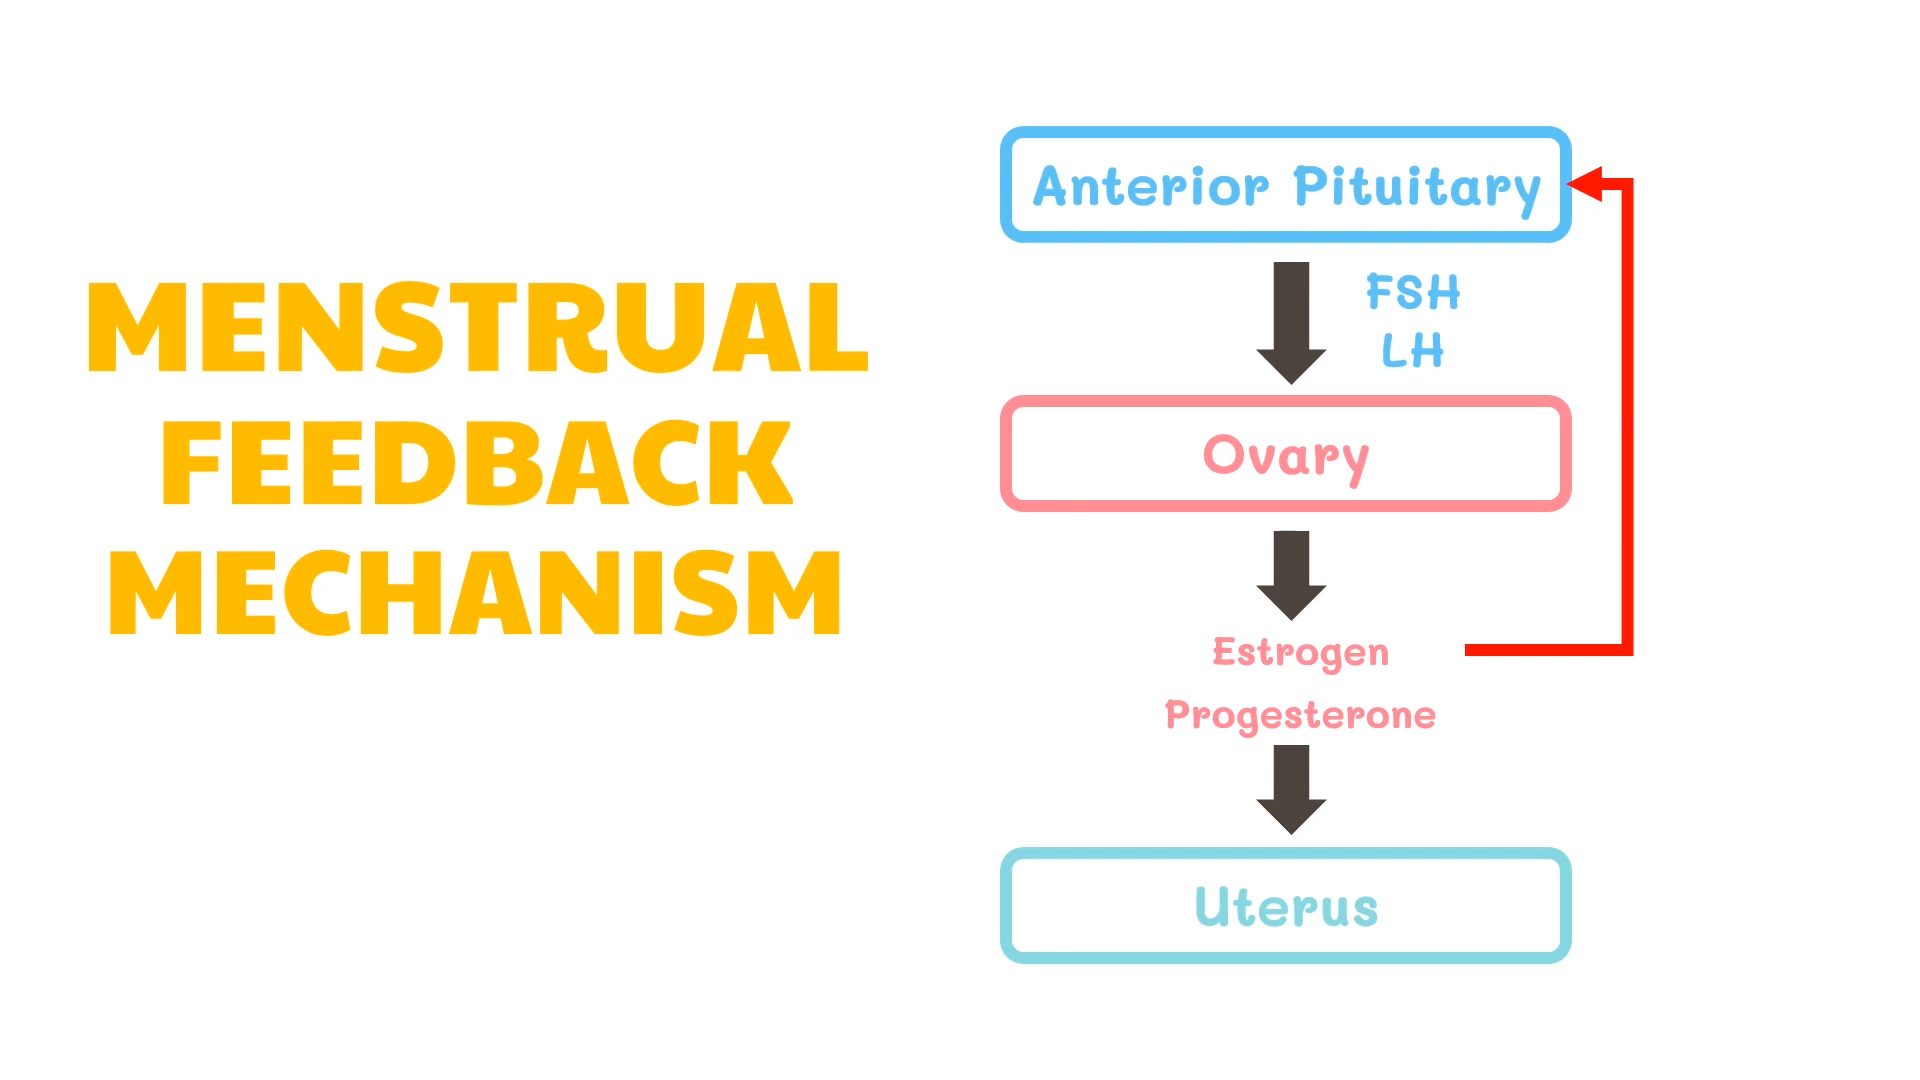 MENSTRUAL
FEEDBACK
MECHANISM
Anterior Pituitary
FSH
LH
Ovary
Estrogen
Progesterone
Uterus